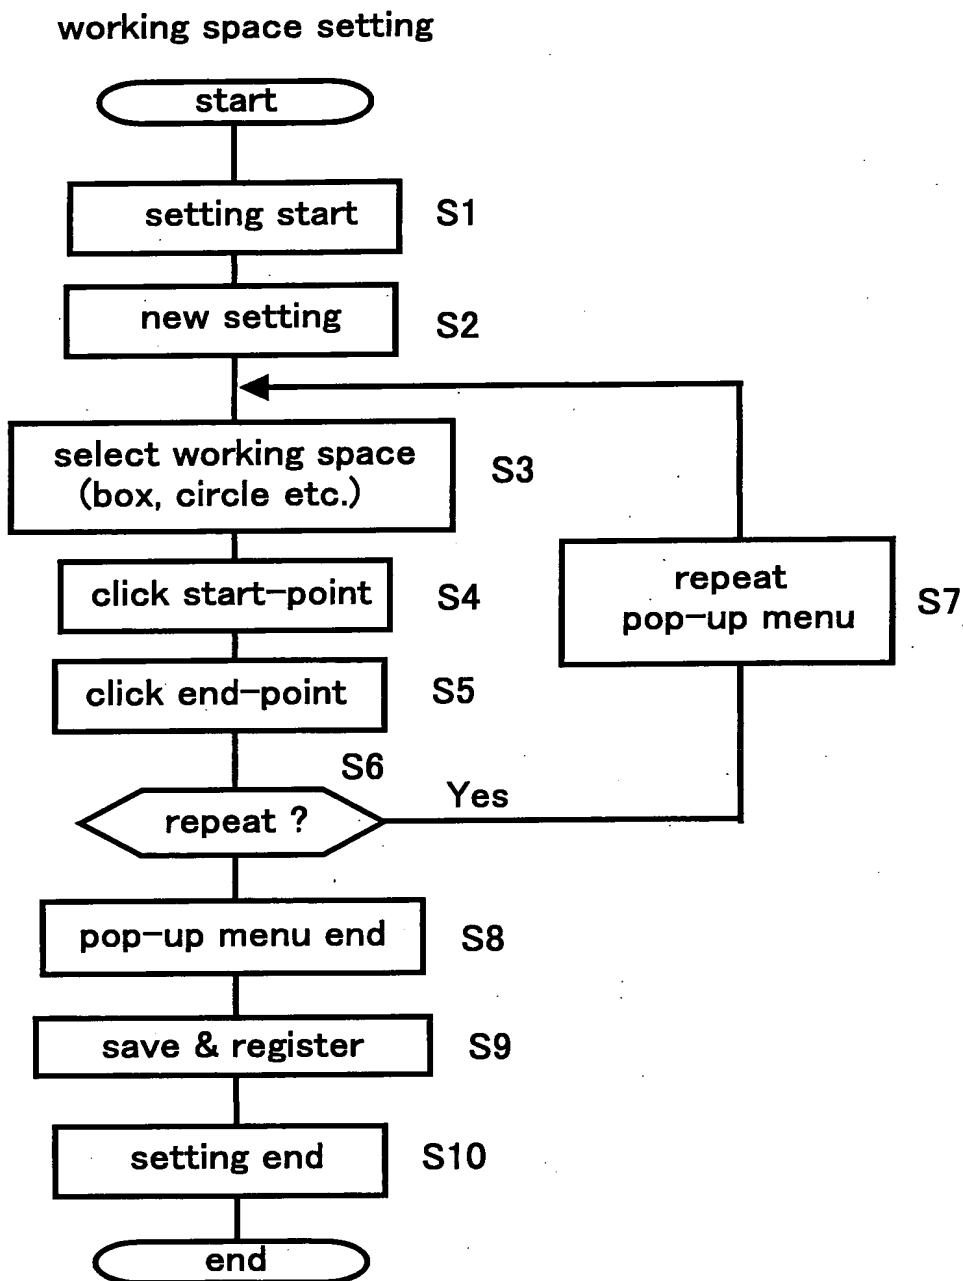 working space setting
start
setting start
S1
new setting
S2
select working space
(box, circle etc.)
S3
click start-point
S4
repeat
pop-up menu
S7
click end-point
S5
S6
repeat ?
Yes
pop-up menu end
S8
save & register
S9
setting end
S10
end